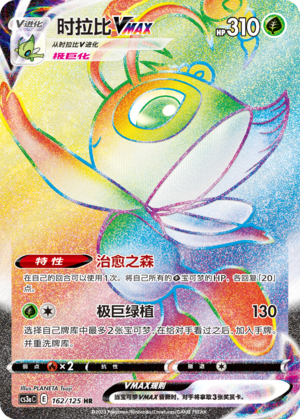 V进化 时拉比VMAX HP310
从时拉比V进化
极巨化
特性 治愈之森
在自己的回合可以使用1次。将自己所有的宝可梦的HP,各回复「20」
点。
极巨绿植 130
选择自己牌库中最多2张宝可梦,在给对手看过之后,加入手牌。
并重洗牌库。
弱点 ×2 抗性 撤退
Illus. PLANETA Tsuji
VMAX规则
cs3aC E 162/125 HR
当宝可梦VMAX昏厥时,对手将拿取3张奖赏卡。